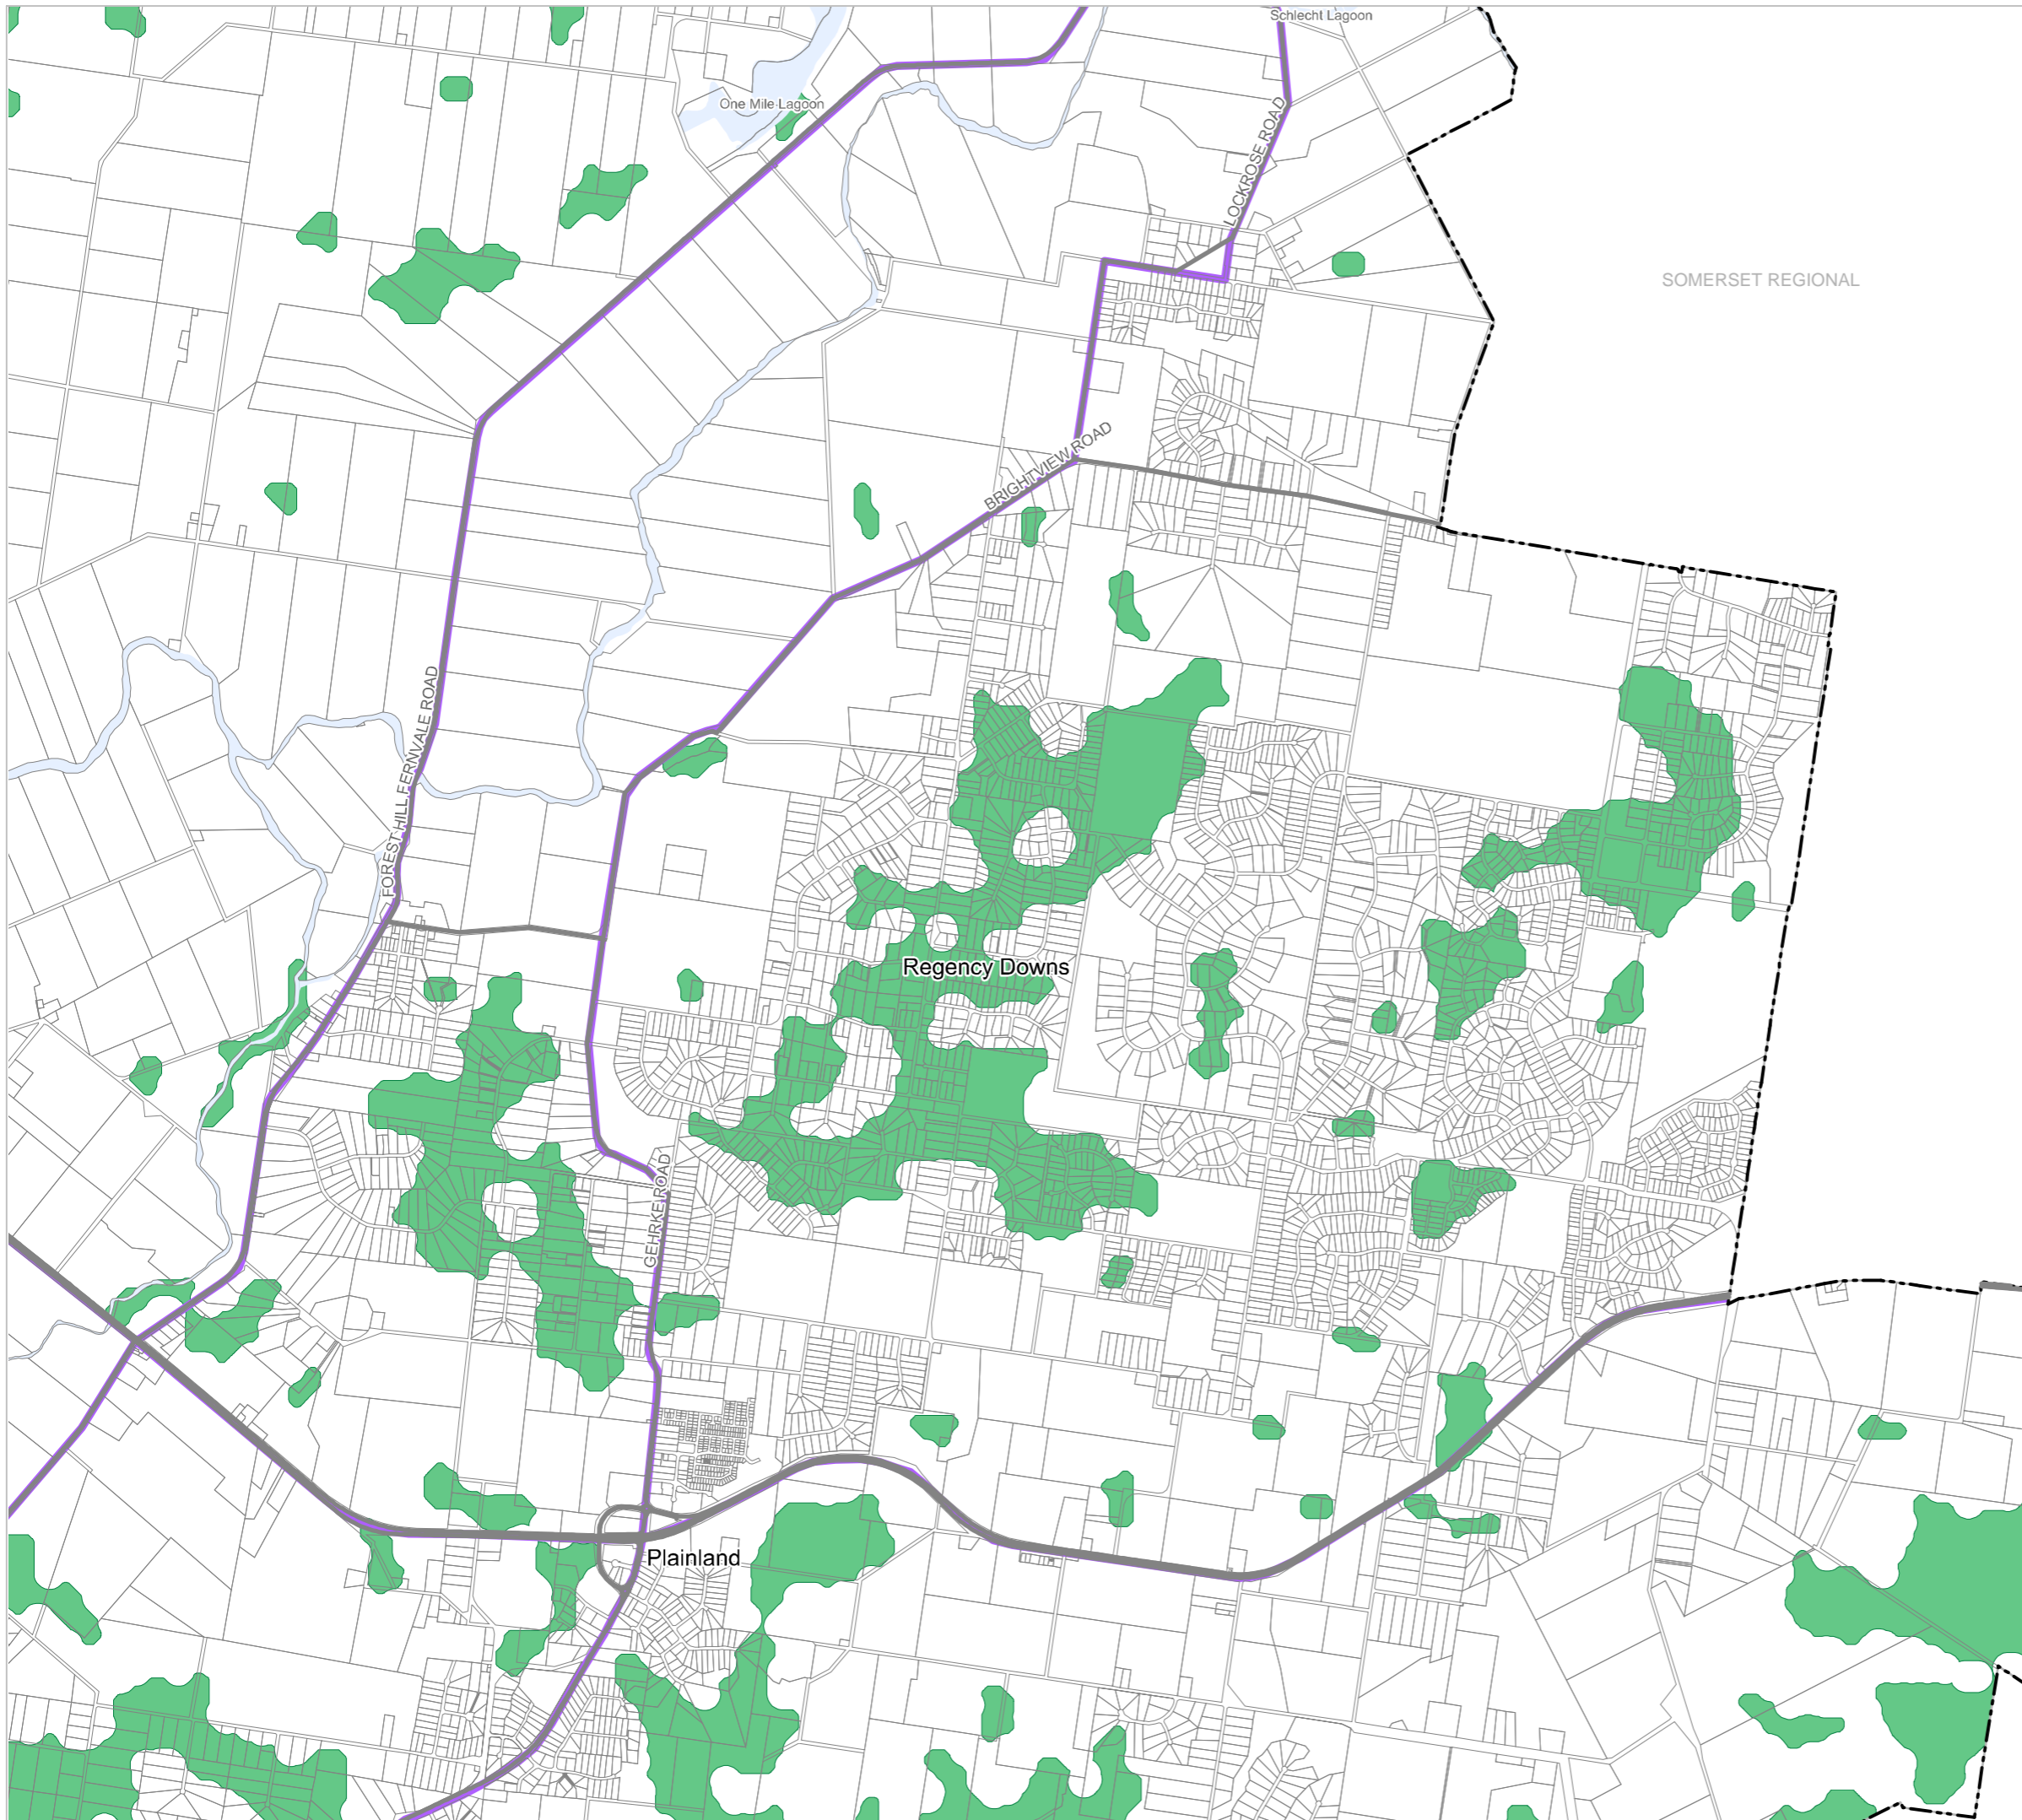 Schlecht Lagoon
One Mile Lagoon
LOCKROSE ROAD
SOMERSET REGIONAL
BRIGHTVIEW ROAD
FOREST HILL FERNVALE ROAD
Regency Downs
GEHRKE ROAD
Plainland